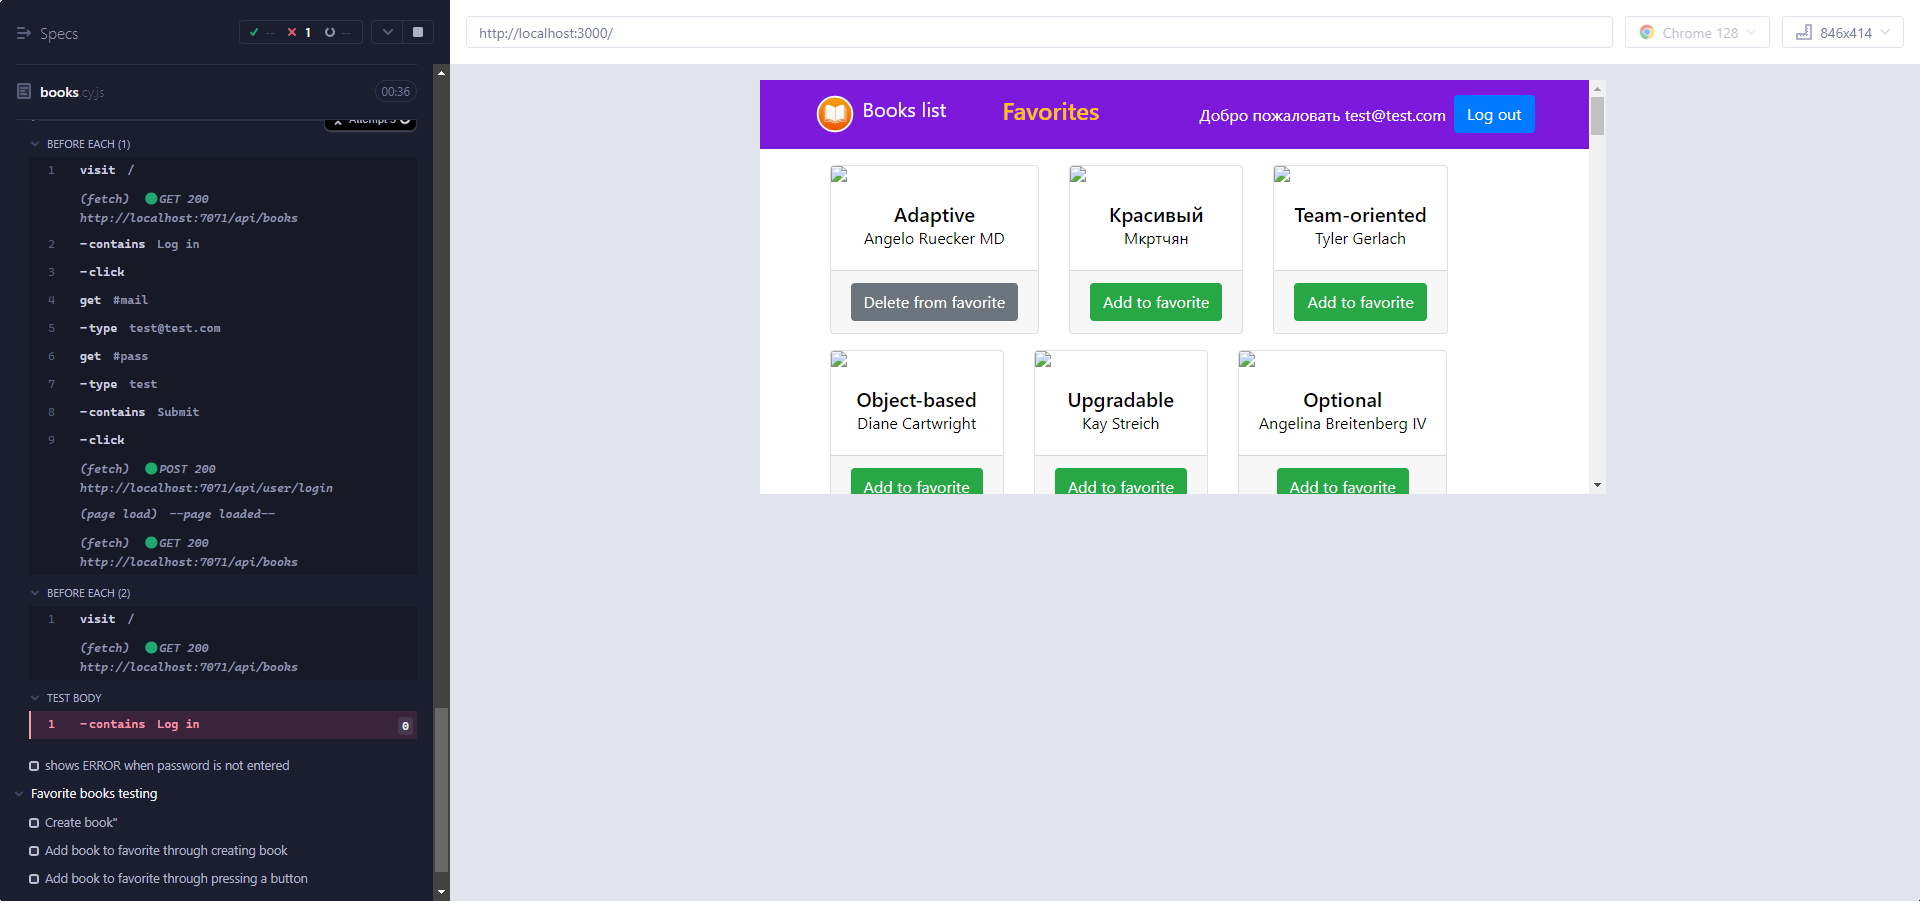 Specs
-- 1 --
books.cy.js 00:36
Attempt 3
BEFORE EACH (1)
1 visit /
(fetch) GET 200
http://localhost:7071/api/books
2 -contains Log in
3 -click
4 get #mail
5 -type test@test.com
6 get #pass
7 -type test
8 -contains Submit
9 -click
(fetch) POST 200
http://localhost:7071/api/user/login
(page load) --page loaded--
(fetch) GET 200
http://localhost:7071/api/books
BEFORE EACH (2)
1 visit /
(fetch) GET 200
http://localhost:7071/api/books
TEST BODY
1 -contains Log in 0
shows ERROR when password is not entered
Favorite books testing
Create book"
Add book to favorite through creating book
Add book to favorite through pressing a button
http://localhost:3000/ Chrome 128 846x414
Books list Favorites Добро пожаловать test@test.com Log out
Adaptive Красивый Team-oriented
Angelo Ruecker MD Мкртчян Tyler Gerlach
Delete from favorite Add to favorite Add to favorite
Object-based Upgradable Optional
Diane Cartwright Kay Streich Angelina Breitenberg IV
Add to favorite Add to favorite Add to favorite